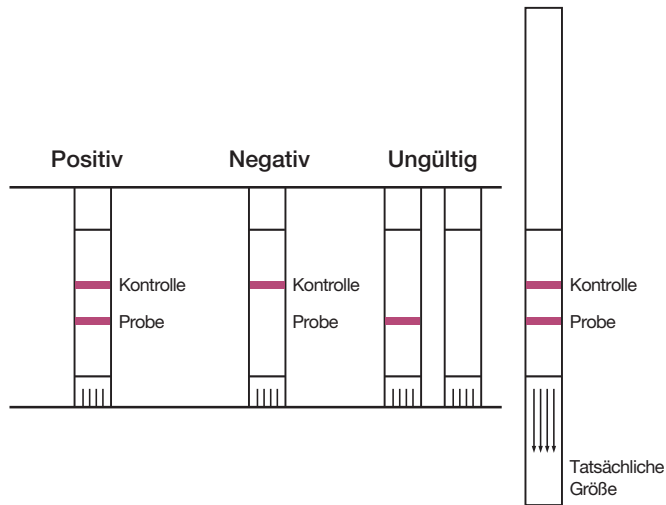 Positiv
Negativ
Ungültig
Kontrolle
Probe
Kontrolle
Probe
Kontrolle
Probe
Tatsächliche
Größe